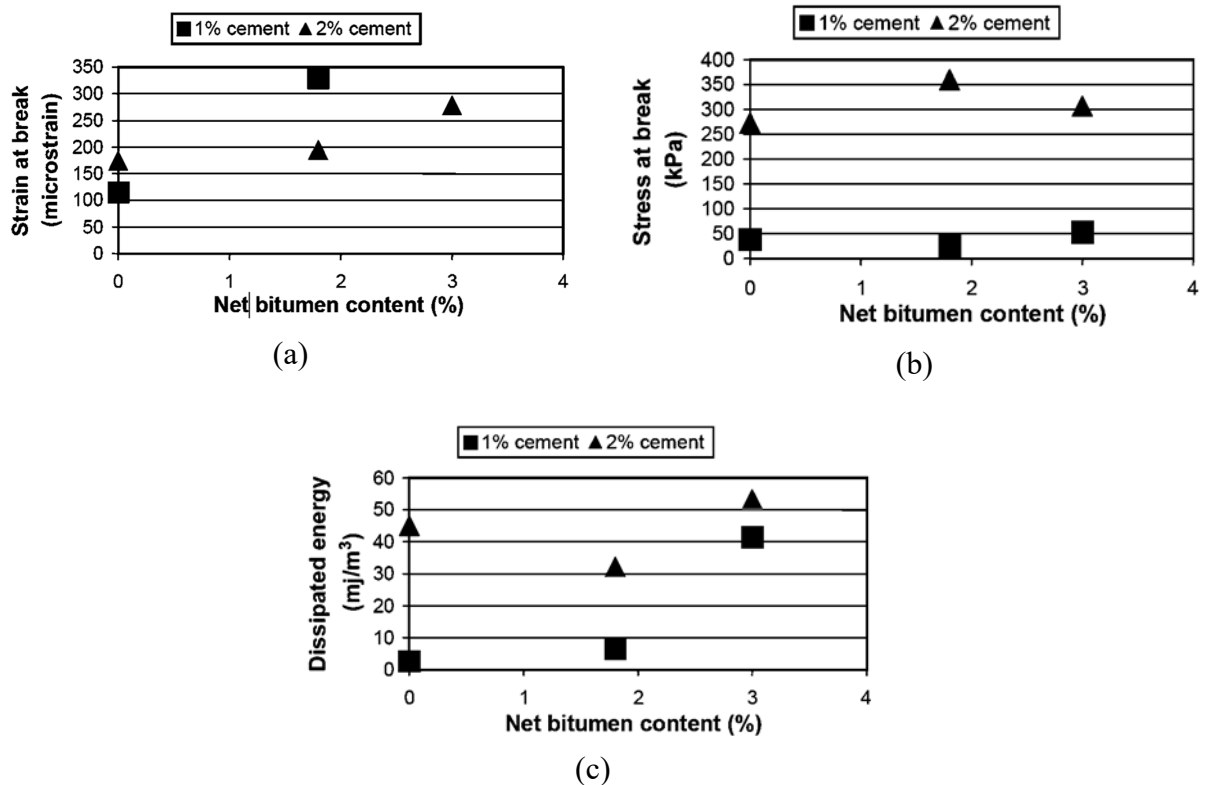 1% cement 2% cement
Strain at break
(microstrain)
350
300
250
200
150
100
50
0
0 1 2 3 4
Net bitumen content (%)
(a)
1% cement 2% cement
Stress at break
(kPa)
400
350
300
250
200
150
100
50
0
0 1 2 3 4
Net bitumen content (%)
(b)
1% cement 2% cement
Dissipated energy
(mj/m³)
60
50
40
30
20
10
0
0 1 2 3 4
Net bitumen content (%)
(c)